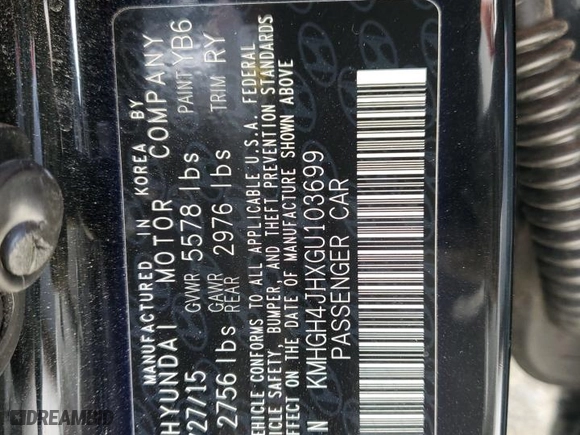 MANUFACTURED IN KOREA BY
HYUNDAI MOTOR COMPANY
/27/15 GVWR 5578 lbs PAINT YB6
2756 lbs GAWR REAR 2976 lbs TRIM RY
VEHICLE CONFORMS TO ALL APPLICABLE U.S.A. FEDERAL
VEHICLE SAFETY, BUMPER, AND THEFT PREVENTION STANDARDS
EFFECT ON THE DATE OF MANUFACTURE SHOWN ABOVE
N KMHGH4JHXGU103699
PASSENGER CAR
DREAMBID